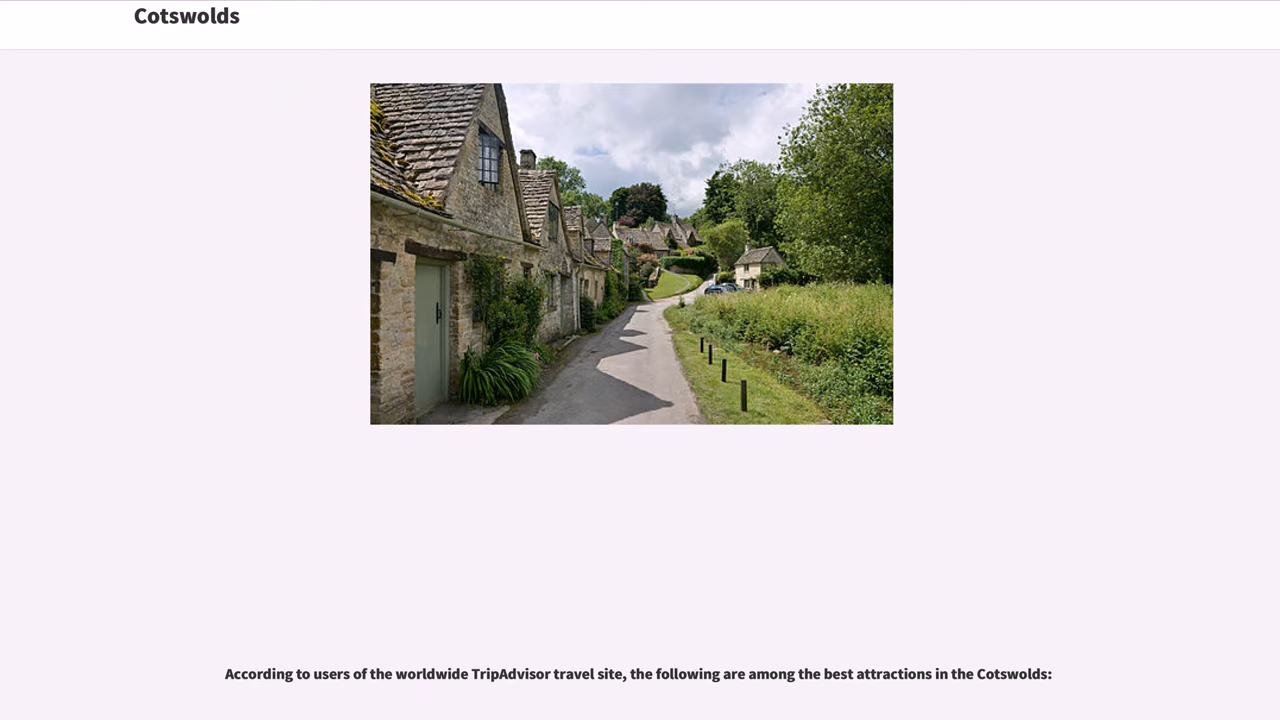 Cotswolds
According to users of the worldwide TripAdvisor travel site, the following are among the best attractions in the Cotswolds: